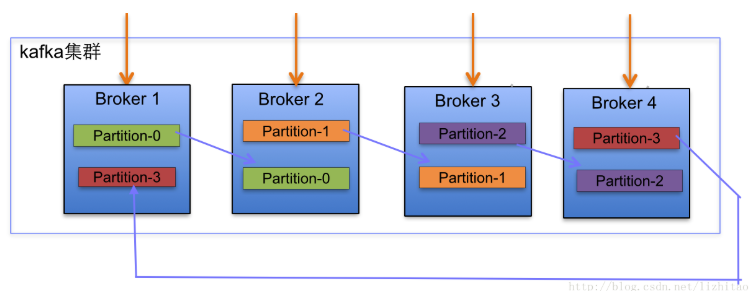 kafka集群
Broker 1
Partition-0
Partition-3
Broker 2
Partition-1
Partition-0
Broker 3
Partition-2
Partition-1
Broker 4
Partition-3
Partition-2
http://blog.csdn.net/lizhitao